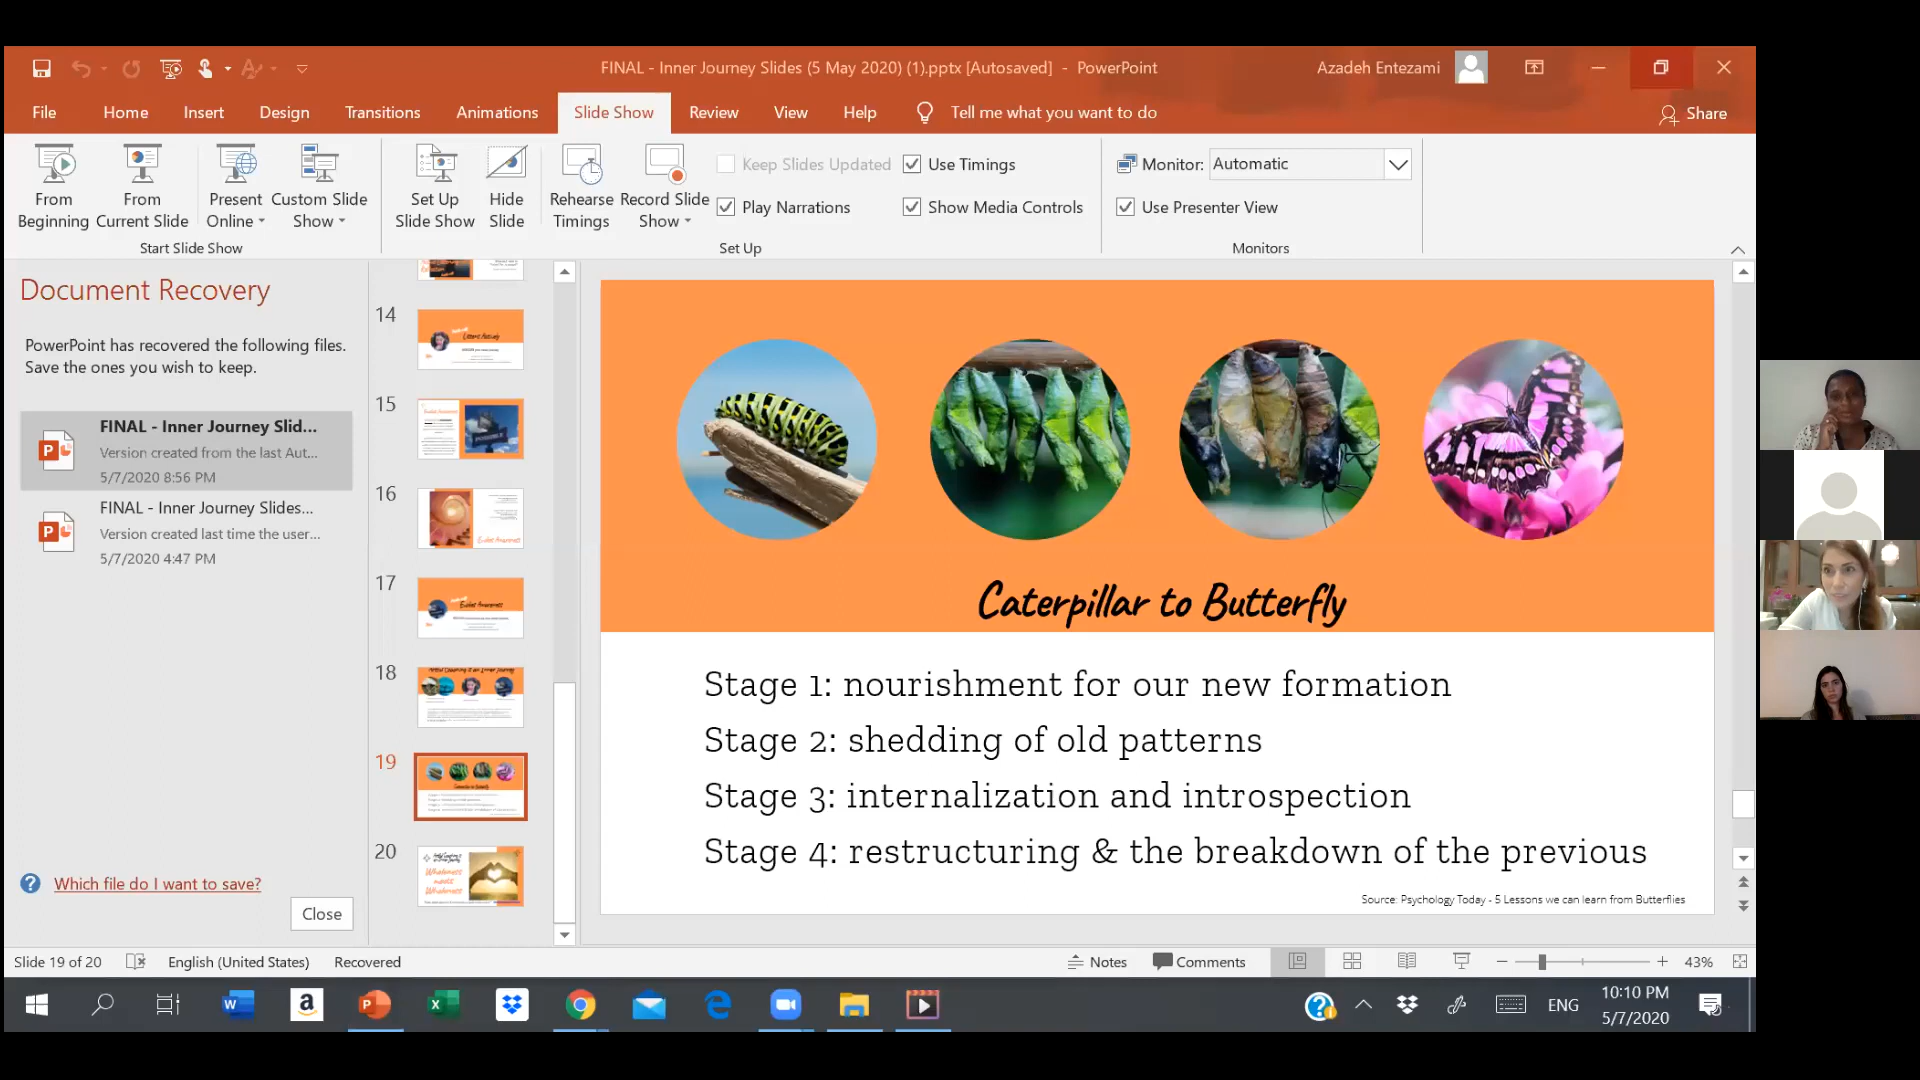 FINAL - Inner Journey Slides (5 May 2020) (1).pptx [Autosaved] - PowerPoint
Azadeh Entezami
File Home Insert Design Transitions Animations Slide Show Review View Help Tell me what you want to do
Share
From Beginning
From Current Slide
Present Online
Custom Slide Show
Start Slide Show
Set Up Slide Show
Hide Slide
Rehearse Timings
Record Slide Show
Keep Slides Updated
Use Timings
Play Narrations
Show Media Controls
Set Up
Monitor: Automatic
Use Presenter View
Monitors
Document Recovery
PowerPoint has recovered the following files.
Save the ones you wish to keep.
FINAL - Inner Journey Slid...
Version created from the last Aut...
5/7/2020 8:56 PM
FINAL - Inner Journey Slides...
Version created last time the user...
5/7/2020 4:47 PM
Which file do I want to save?
Close
14
15
16
17
18
19
20
Caterpillar to Butterfly
Stage 1: nourishment for our new formation
Stage 2: shedding of old patterns
Stage 3: internalization and introspection
Stage 4: restructuring & the breakdown of the previous
Source: Psychology Today - 5 Lessons we can learn from Butterflies
Slide 19 of 20
English (United States)
Recovered
Notes
Comments
43%
ENG
10:10 PM
5/7/2020